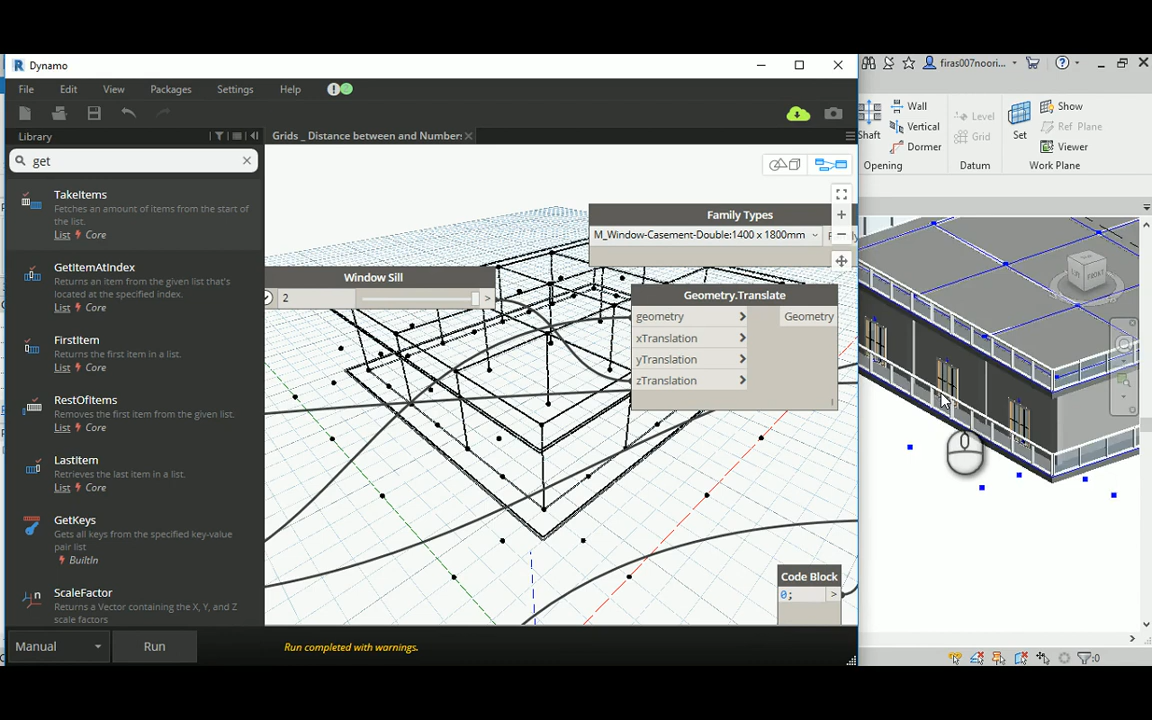 Dynamo
File Edit View Packages Settings Help
Library
Grids _ Distance between and Number:
get
TakeItems
Fetches an amount of items from the start of
the list.
List Core
GetItemAtIndex
Returns an item from the given list that's
located at the specified index.
List Core
FirstItem
Returns the first item in a list.
List Core
RestOfItems
Removes the first item from the given list.
List Core
LastItem
Retrieves the last item in a list.
List Core
GetKeys
Gets all keys from the specified key-value
pair list
BuiltIn
ScaleFactor
Returns a Vector containing the X, Y, and Z
scale factors
Family Types
M_Window-Casement-Double:1400 x 1800mm
Window Sill
2
>
Geometry.Translate
geometry > Geometry
xTranslation >
yTranslation >
zTranslation >
Code Block
0; >
Manual
Run
Run completed with warnings.
firas007noori...
Shaft
Wall
Vertical
Dormer
Opening
Level
Grid
Datum
Set
Show
Ref Plane
Viewer
Work Plane
FRONT
:0